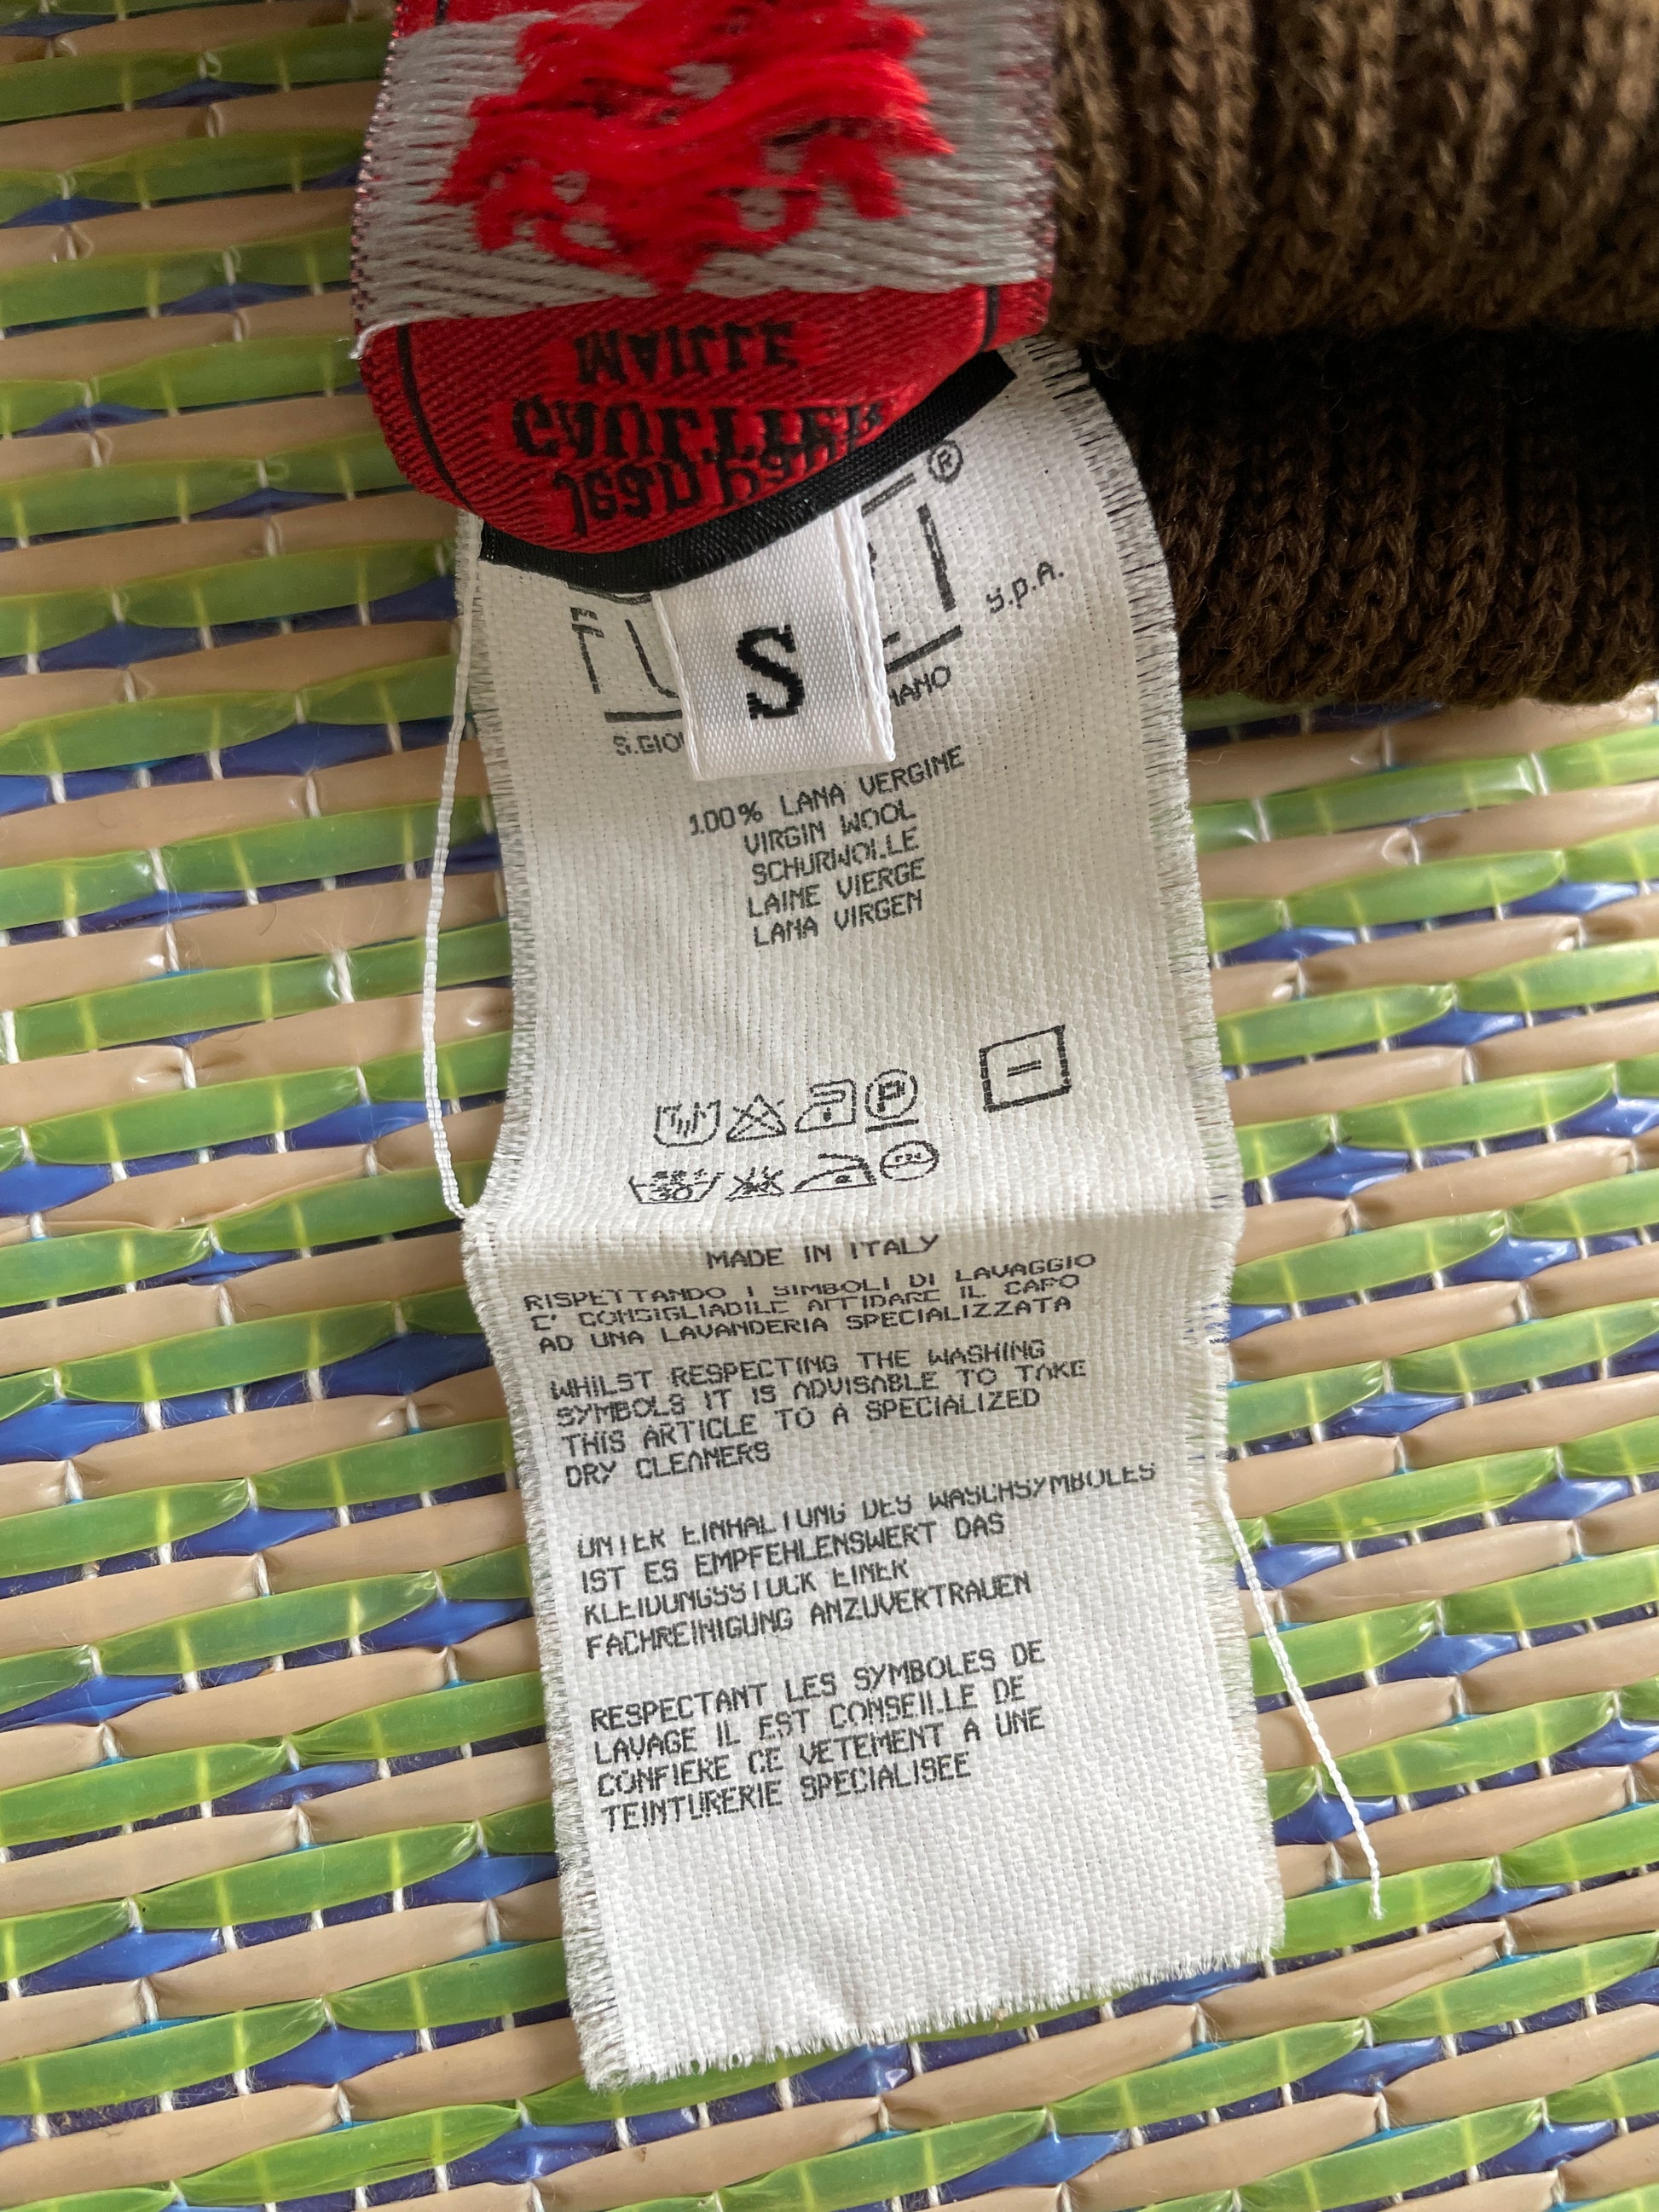 MAILLE
GAULTIER
Jean Paul
®
s.p.A.
S
S.GIO
NANO
100% LANA VERGINE
VIRGIN WOOL
SCHURWOLLE
LAINE VIERGE
LANA VIRGEN
P
30
MADE IN ITALY
RISPETTANDO I SIMBOLI DI LAVAGGIO
E' CONSIGLIABILE AFFIDARE IL CAPO
AD UNA LAVANDERIA SPECIALIZZATA
WHILST RESPECTING THE WASHING
SYMBOLS IT IS ADVISABLE TO TAKE
THIS ARTICLE TO A SPECIALIZED
DRY CLEANERS
UNTER EINHALTUNG DES WASCHSYMBOLES
IST ES EMPFEHLENSWERT DAS
KLEIDUNGSSTUCK EINER
FACHREINIGUNG ANZUVERTRAUEN
RESPECTANT LES SYMBOLES DE
LAVAGE IL EST CONSEILLE DE
CONFIERE CE VETEMENT A UNE
TEINTURERIE SPECIALISEE